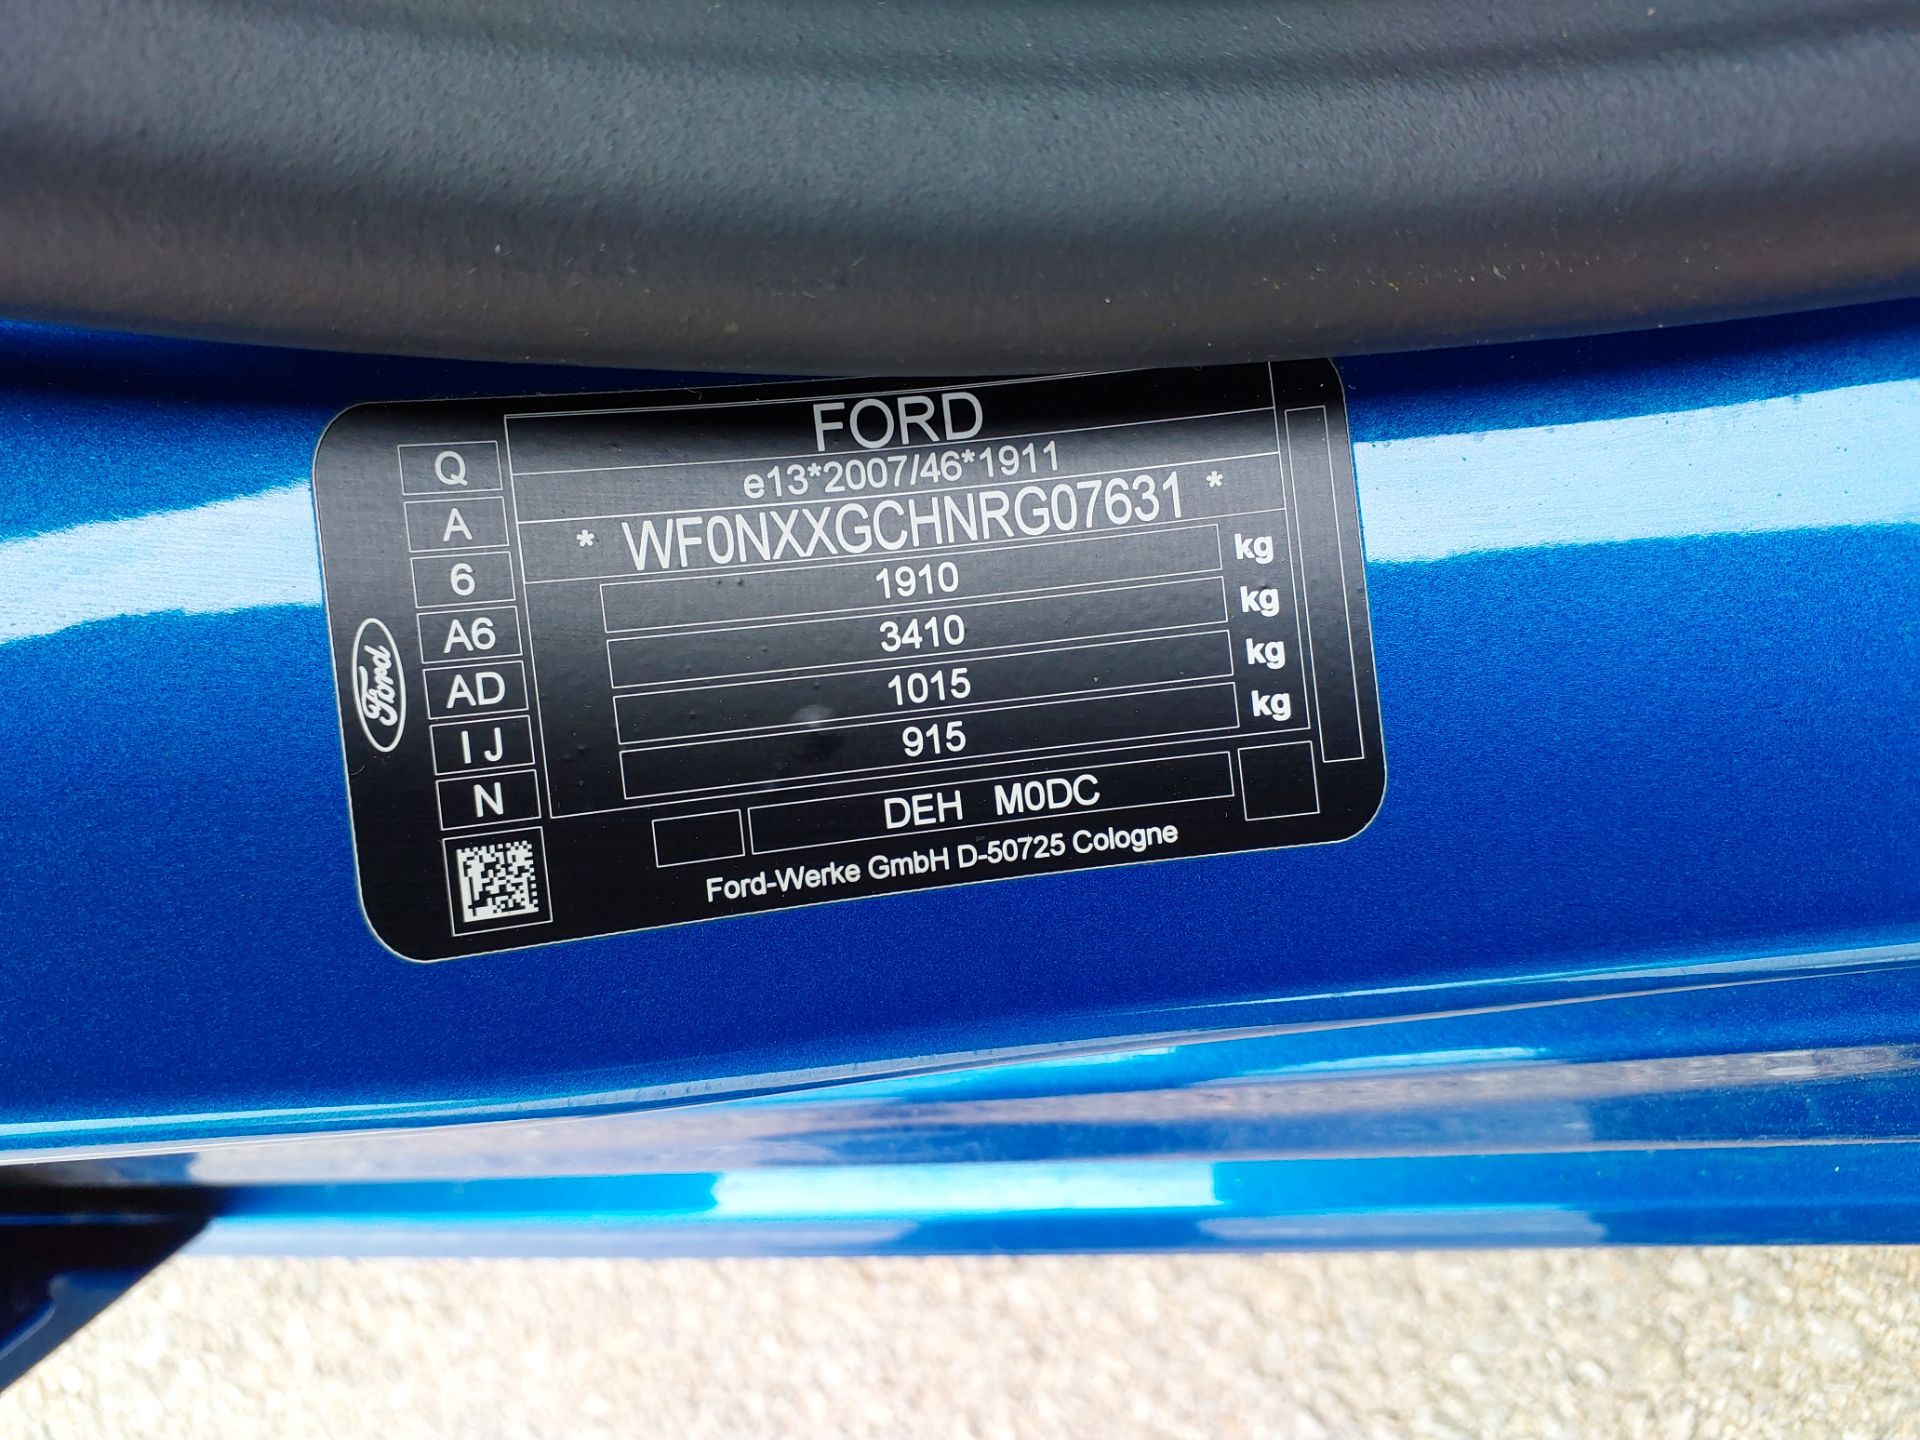 FORD
e13*2007/46*1911
* WF0NXXGCHNRG07631 *
1910 kg
3410 kg
1015 kg
915 kg
DEH M0DC
Ford-Werke GmbH D-50725 Cologne
Q
A
6
A6
AD
IJ
N
Ford